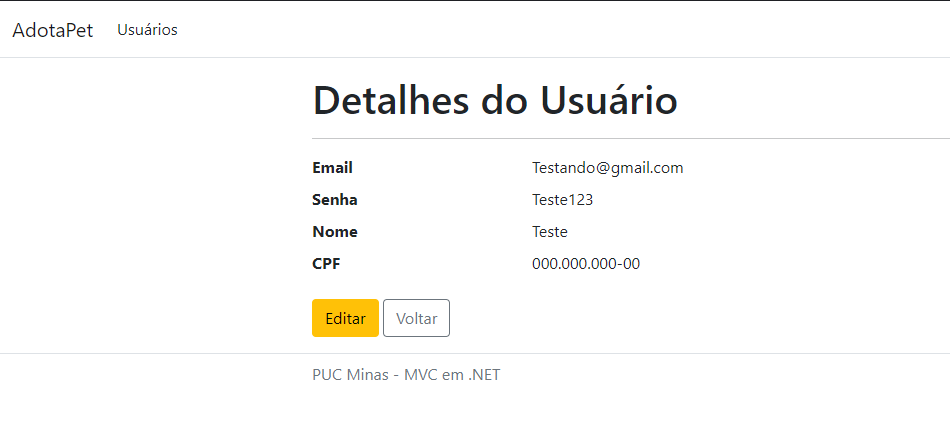 AdotaPet Usuários
Detalhes do Usuário
Email Testando@gmail.com
Senha Teste123
Nome Teste
CPF 000.000.000-00
Editar Voltar
PUC Minas - MVC em .NET